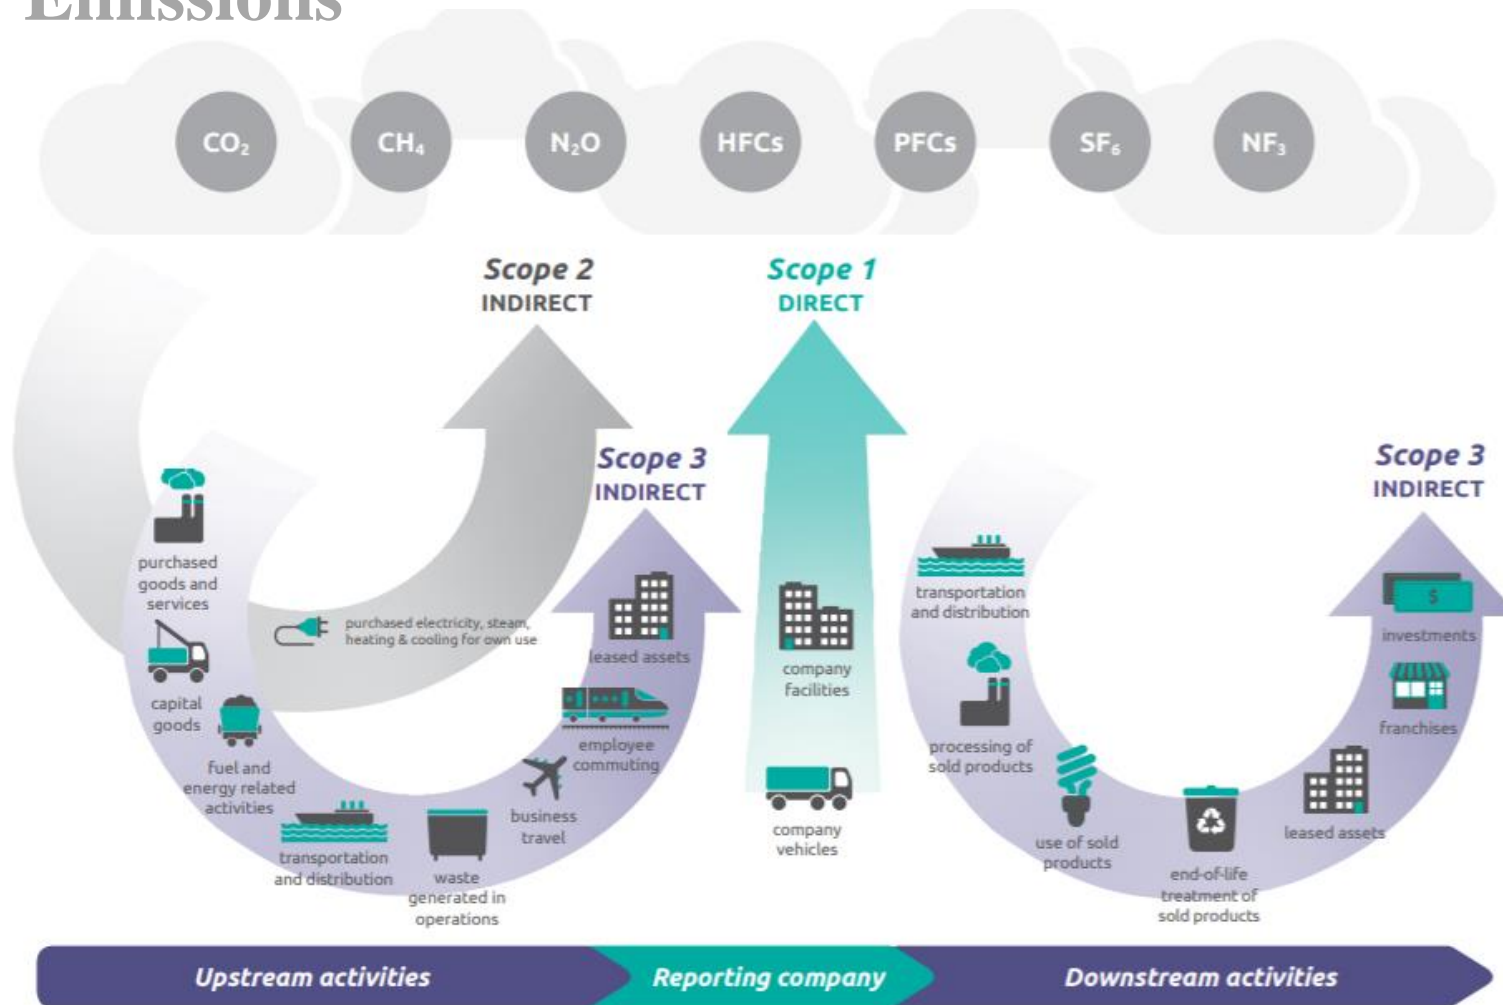 Emissions
CO₂
CH₄
N₂O
HFCs
PFCs
SF₆
NF₃
Scope 2
INDIRECT
Scope 1
DIRECT
Scope 3
INDIRECT
Scope 3
INDIRECT
purchased
goods and
services
capital
goods
fuel and
energy related
activities
transportation
and distribution
waste
generated in
operations
business
travel
employee
commuting
leased assets
purchased electricity, steam,
heating & cooling for own use
company
facilities
company
vehicles
transportation
and distribution
processing of
sold products
use of sold
products
end-of-life
treatment of
sold products
leased assets
franchises
investments
$
Upstream activities
Reporting company
Downstream activities